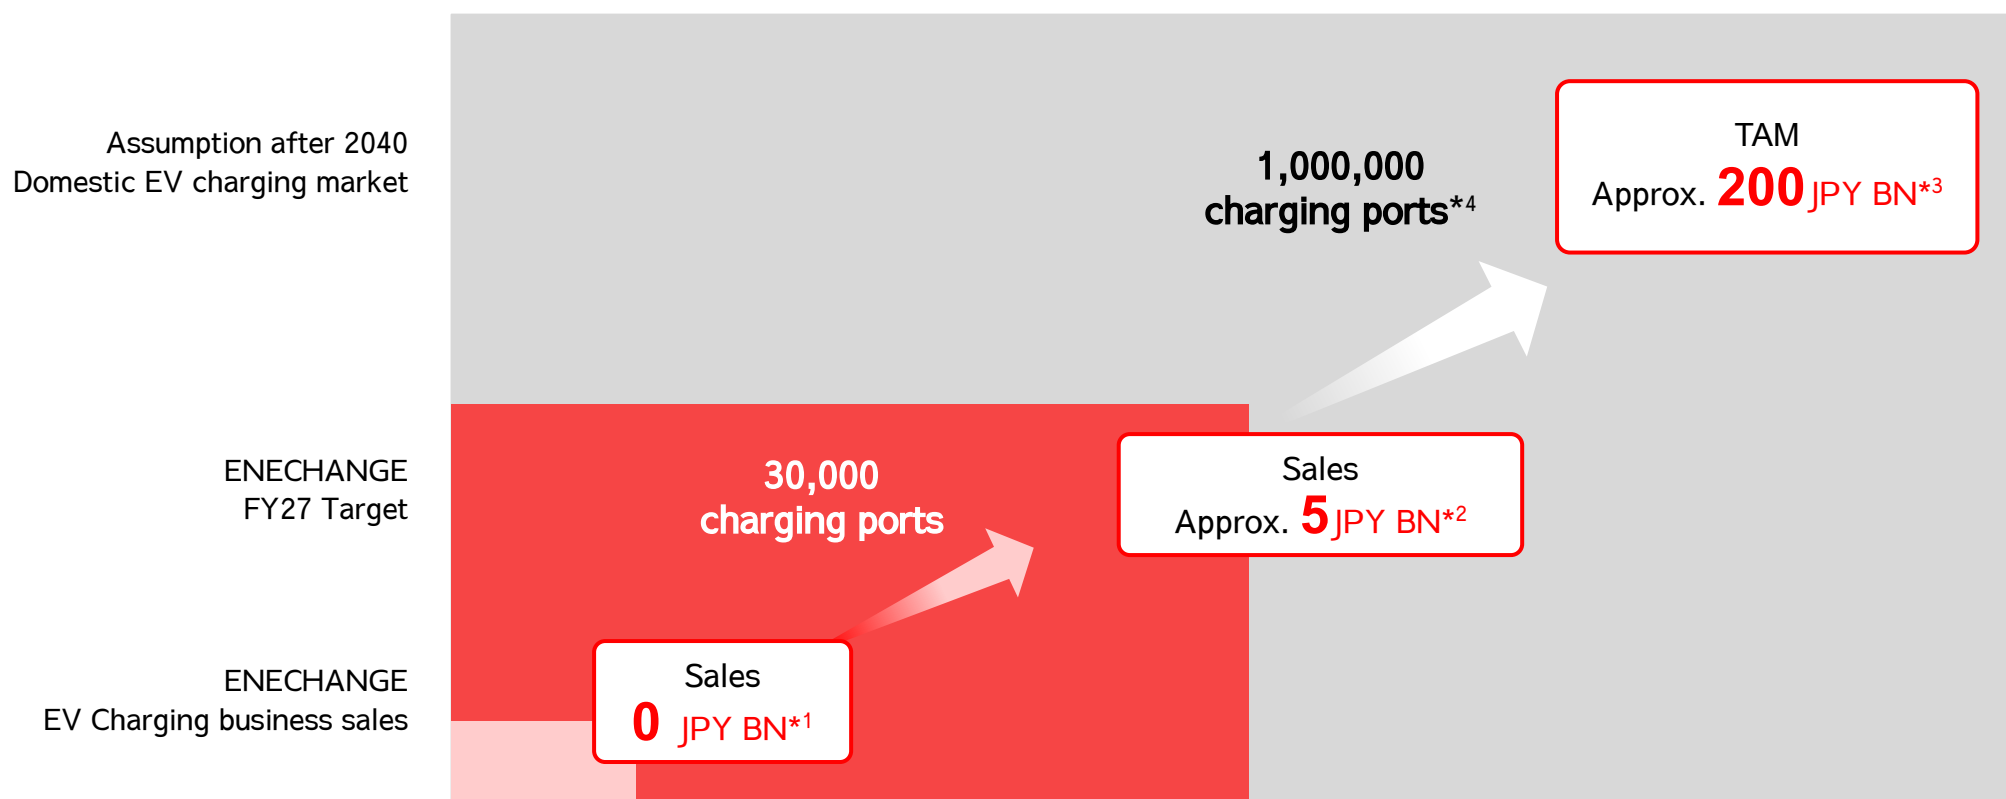 Assumption after 2040
Domestic EV charging market
1,000,000
charging ports*4
TAM
Approx. 200 JPY BN*3
ENECHANGE
FY27 Target
30,000
charging ports
Sales
Approx. 5 JPY BN*2
ENECHANGE
EV Charging business sales
Sales
0 JPY BN*1